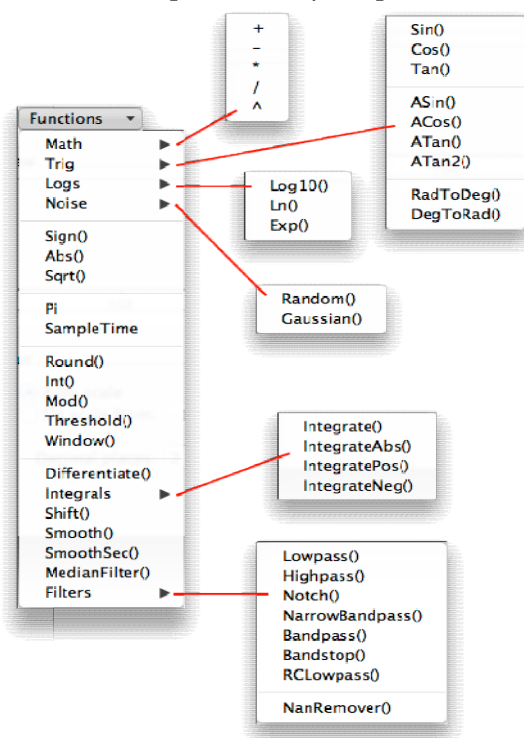 Functions
Math
Trig
Logs
Noise
Sign()
Abs()
Sqrt()
Pi
SampleTime
Round()
Int()
Mod()
Threshold()
Window()
Differentiate()
Integrals
Shift()
Smooth()
SmoothSec()
MedianFilter()
Filters
+
-
*
/
^
Sin()
Cos()
Tan()
ASin()
ACos()
ATan()
ATan2()
RadToDeg()
DegToRad()
Log10()
Ln()
Exp()
Random()
Gaussian()
Integrate()
IntegrateAbs()
IntegratePos()
IntegrateNeg()
Lowpass()
Highpass()
Notch()
NarrowBandpass()
Bandpass()
Bandstop()
RCLowpass()
NanRemover()